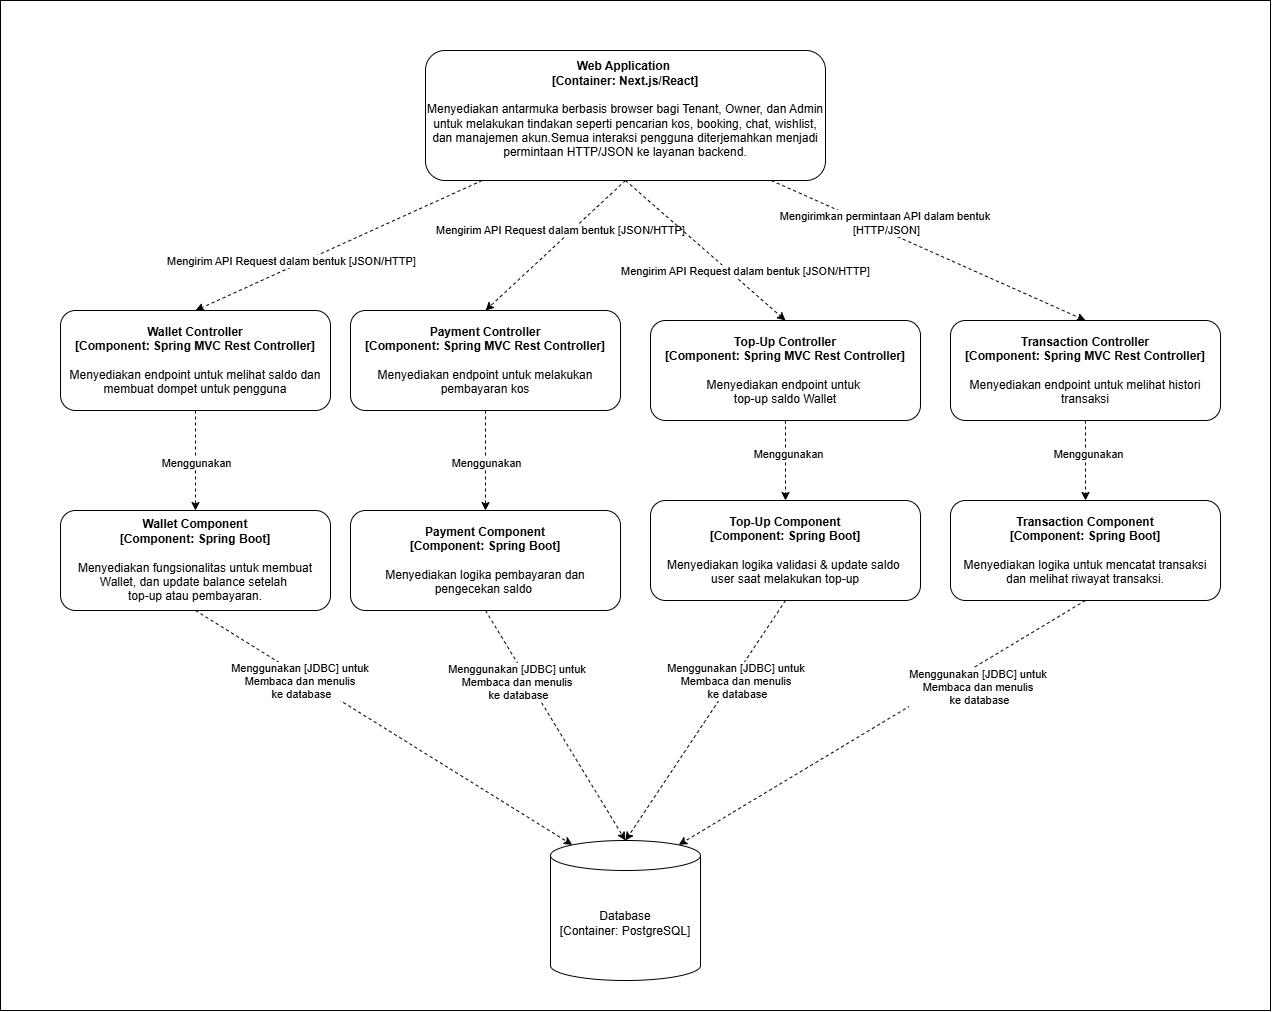 Web Application
[Container: Next.js/React]
Menyediakan antarmuka berbasis browser bagi Tenant, Owner, dan Admin
untuk melakukan tindakan seperti pencarian kos, booking, chat, wishlist,
dan manajemen akun.Semua interaksi pengguna diterjemahkan menjadi
permintaan HTTP/JSON ke layanan backend.
Mengirim API Request dalam bentuk [JSON/HTTP]
Mengirim API Request dalam bentuk [JSON/HTTP]
Mengirim API Request dalam bentuk [JSON/HTTP]
Mengirimkan permintaan API dalam bentuk
[HTTP/JSON]
Wallet Controller
[Component: Spring MVC Rest Controller]
Menyediakan endpoint untuk melihat saldo dan
membuat dompet untuk pengguna
Payment Controller
[Component: Spring MVC Rest Controller]
Menyediakan endpoint untuk melakukan
pembayaran kos
Top-Up Controller
[Component: Spring MVC Rest Controller]
Menyediakan endpoint untuk
top-up saldo Wallet
Transaction Controller
[Component: Spring MVC Rest Controller]
Menyediakan endpoint untuk melihat histori
transaksi
Menggunakan
Menggunakan
Menggunakan
Menggunakan
Wallet Component
[Component: Spring Boot]
Menyediakan fungsionalitas untuk membuat
Wallet, dan update balance setelah
top-up atau pembayaran.
Payment Component
[Component: Spring Boot]
Menyediakan logika pembayaran dan
pengecekan saldo
Top-Up Component
[Component: Spring Boot]
Menyediakan logika validasi & update saldo
user saat melakukan top-up
Transaction Component
[Component: Spring Boot]
Menyediakan logika untuk mencatat transaksi
dan melihat riwayat transaksi.
Menggunakan [JDBC] untuk
Membaca dan menulis
ke database
Menggunakan [JDBC] untuk
Membaca dan menulis
ke database
Menggunakan [JDBC] untuk
Membaca dan menulis
ke database
Menggunakan [JDBC] untuk
Membaca dan menulis
ke database
Database
[Container: PostgreSQL]